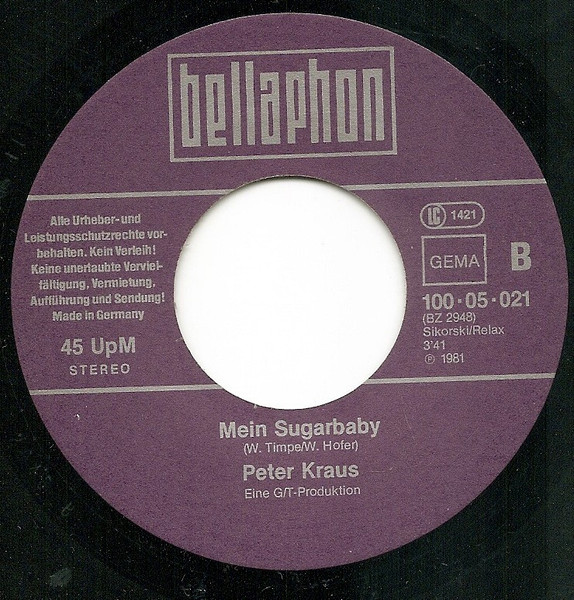 bellaphon
Alle Urheber-und
Leistungsschutzrechte vor-
behalten. Kein Verleih!
Keine unerlaubte Verviel-
fältigung, Vermietung,
Aufführung und Sendung!
Made in Germany
45 UpM
STEREO
LC 1421
GEMA B
100·05·021
(BZ 2948)
Sikorski/Relax
3'41
Ⓟ 1981
Mein Sugarbaby
(W. Timpe/W. Hofer)
Peter Kraus
Eine G/T-Produktion